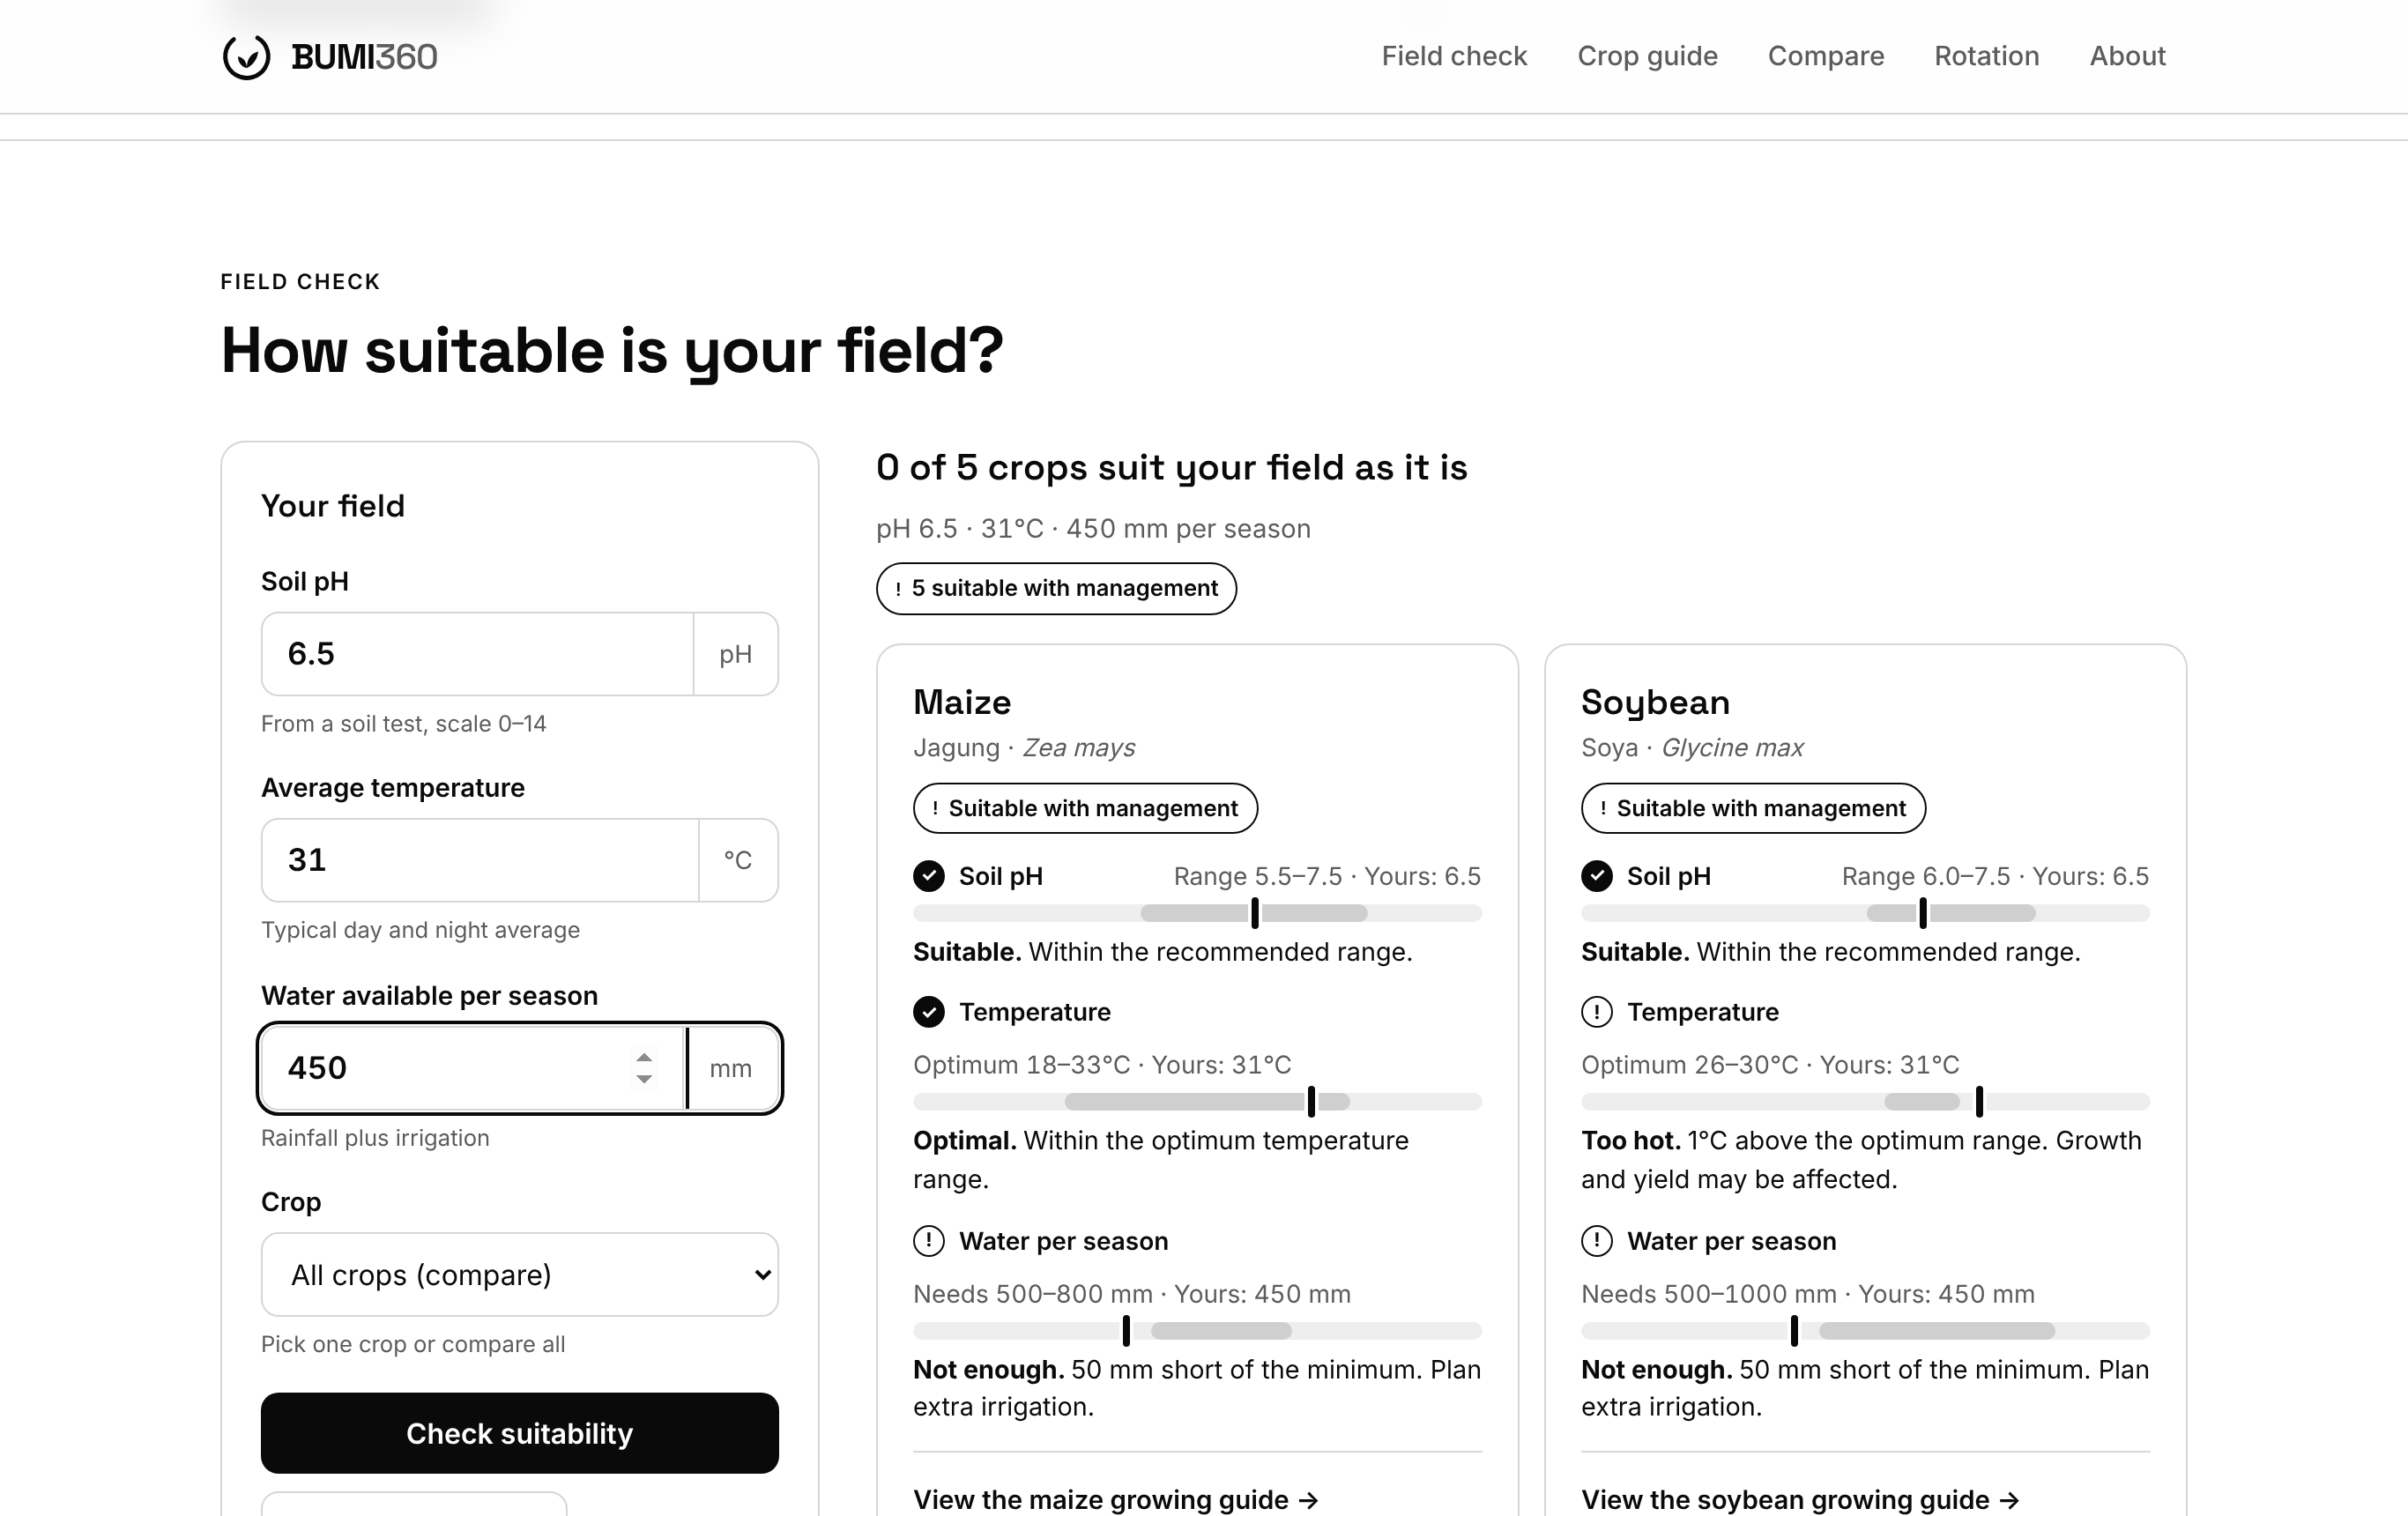 BUMI360
Field check
Crop guide
Compare
Rotation
About
FIELD CHECK
How suitable is your field?
Your field
Soil pH
6.5
pH
From a soil test, scale 0–14
Average temperature
31
°C
Typical day and night average
Water available per season
450
mm
Rainfall plus irrigation
Crop
All crops (compare)
Pick one crop or compare all
Check suitability
0 of 5 crops suit your field as it is
pH 6.5 · 31°C · 450 mm per season
! 5 suitable with management
Maize
Jagung · Zea mays
! Suitable with management
Soil pH
Range 5.5–7.5 · Yours: 6.5
Suitable. Within the recommended range.
Temperature
Optimum 18–33°C · Yours: 31°C
Optimal. Within the optimum temperature
range.
! Water per season
Needs 500–800 mm · Yours: 450 mm
Not enough. 50 mm short of the minimum. Plan
extra irrigation.
View the maize growing guide →
Soybean
Soya · Glycine max
! Suitable with management
Soil pH
Range 6.0–7.5 · Yours: 6.5
Suitable. Within the recommended range.
! Temperature
Optimum 26–30°C · Yours: 31°C
Too hot. 1°C above the optimum range. Growth
and yield may be affected.
! Water per season
Needs 500–1000 mm · Yours: 450 mm
Not enough. 50 mm short of the minimum. Plan
extra irrigation.
View the soybean growing guide →